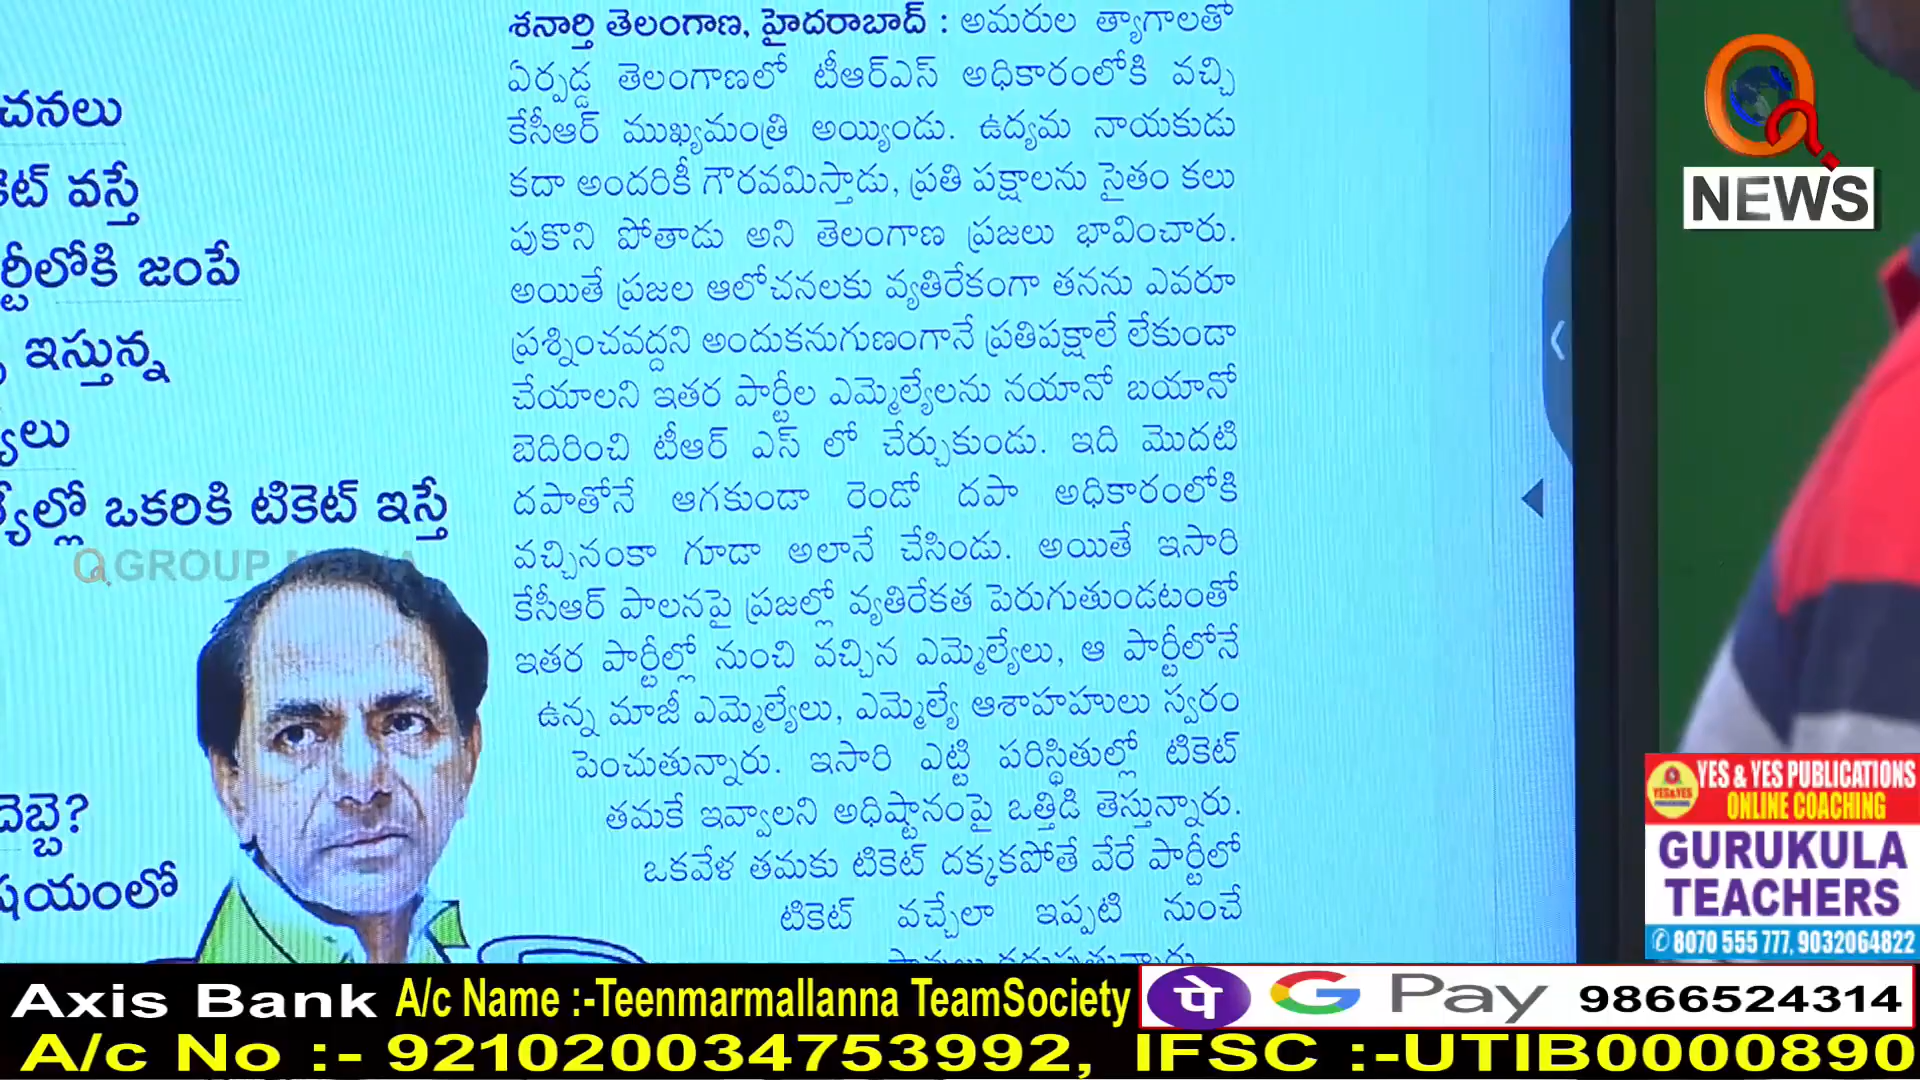 చనలు
కెట్ వస్తే
ర్టీలోకి జంపే
ఇస్తున్న
్యేలు
్యేల్లో ఒకరికి టికెట్ ఇస్తే
GROUP MEDIA
దెబ్బె?
షయంలో
శనార్తి తెలంగాణ, హైదరాబాద్ : అమరుల త్యాగాలతో
ఏర్పడ్డ తెలంగాణలో టీఆర్ఎస్ అధికారంలోకి వచ్చి
కేసీఆర్ ముఖ్యమంత్రి అయ్యిండు. ఉద్యమ నాయకుడు
కదా అందరికీ గౌరవమిస్తాడు, ప్రతి పక్షాలను సైతం కలు
పుకొని పోతాడు అని తెలంగాణ ప్రజలు భావించారు.
అయితే ప్రజల ఆలోచనలకు వ్యతిరేకంగా తనను ఎవరూ
ప్రశ్నించవద్దని అందుకనుగుణంగానే ప్రతిపక్షాలే లేకుండా
చేయాలని ఇతర పార్టీల ఎమ్మెల్యేలను నయానో బయానో
బెదిరించి టీఆర్ ఎస్ లో చేర్చుకుండు. ఇది మొదటి
దపాతోనే ఆగకుండా రెండో దపా అధికారంలోకి
వచ్చినంకా గూడా అలానే చేసిండు. అయితే ఇసారి
కేసీఆర్ పాలనపై ప్రజల్లో వ్యతిరేకత పెరుగుతుండటంతో
ఇతర పార్టీల్లో నుంచి వచ్చిన ఎమ్మెల్యేలు, ఆ పార్టీలోనే
ఉన్న మాజీ ఎమ్మెల్యేలు, ఎమ్మెల్యే ఆశాహహులు స్వరం
పెంచుతున్నారు. ఇసారి ఎట్టి పరిస్థితుల్లో టికెట్
తమకే ఇవ్వాలని అధిష్టానంపై ఒత్తిడి తెస్తున్నారు.
ఒకవేళ తమకు టికెట్ దక్కకపోతే వేరే పార్టీలో
టికెట్ వచ్చేలా ఇప్పటి నుంచే
Q
NEWS
YES & YES PUBLICATIONS
ONLINE COACHING
GURUKULA
TEACHERS
8070 555 777, 9032064822
Axis Bank A/c Name :-Teenmarmallanna TeamSociety पे G Pay 9866524314
A/c No :- 921020034753992, IFSC :-UTIB0000890